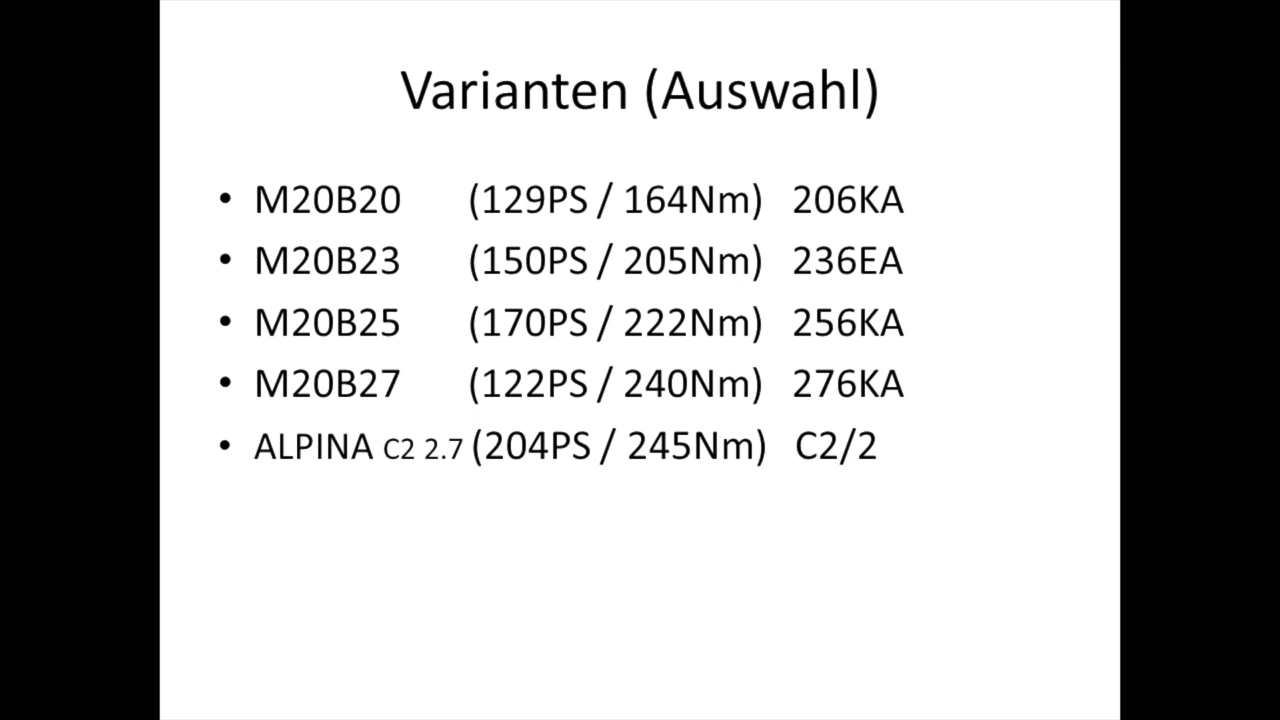 Varianten (Auswahl)
• M20B20 (129PS / 164Nm) 206KA
• M20B23 (150PS / 205Nm) 236EA
• M20B25 (170PS / 222Nm) 256KA
• M20B27 (122PS / 240Nm) 276KA
• ALPINA C2 2.7 (204PS / 245Nm) C2/2